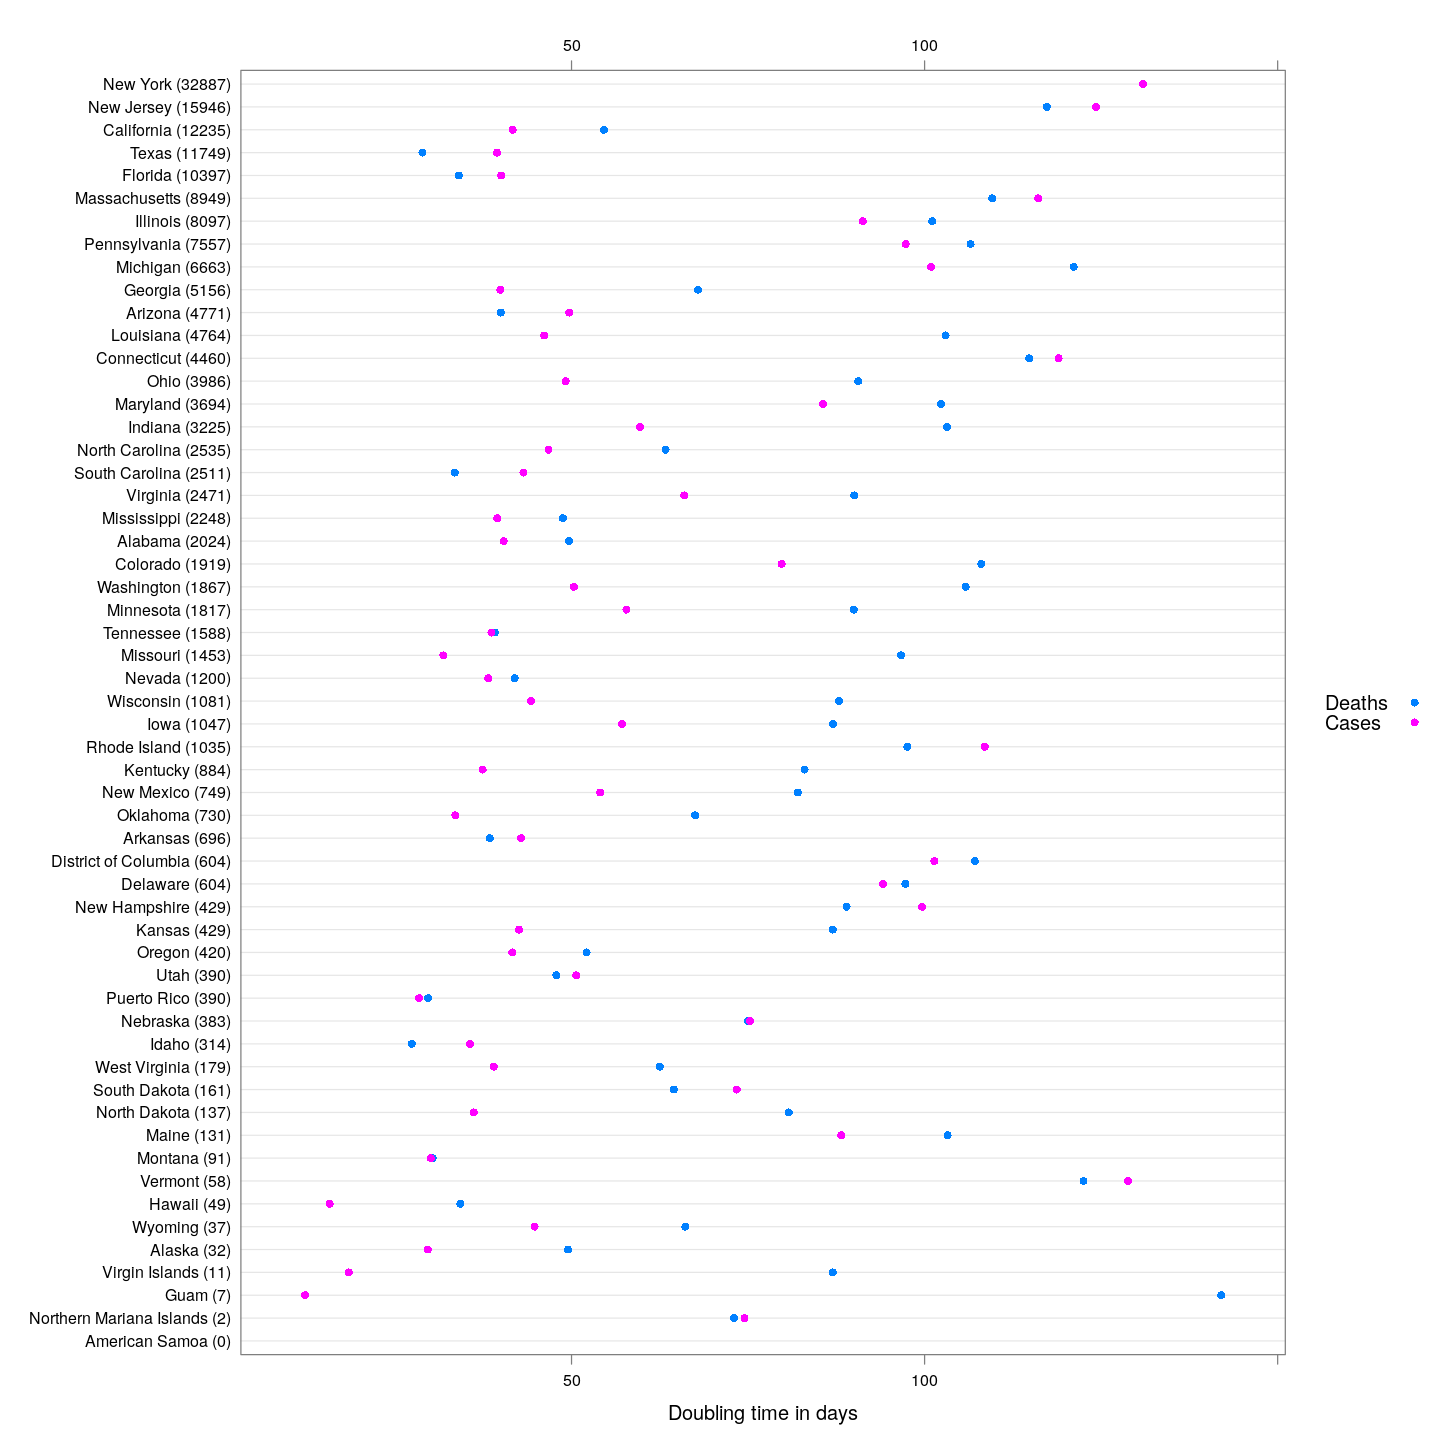 50 100
New York (32887)
New Jersey (15946)
California (12235)
Texas (11749)
Florida (10397)
Massachusetts (8949)
Illinois (8097)
Pennsylvania (7557)
Michigan (6663)
Georgia (5156)
Arizona (4771)
Louisiana (4764)
Connecticut (4460)
Ohio (3986)
Maryland (3694)
Indiana (3225)
North Carolina (2535)
South Carolina (2511)
Virginia (2471)
Mississippi (2248)
Alabama (2024)
Colorado (1919)
Washington (1867)
Minnesota (1817)
Tennessee (1588)
Missouri (1453)
Nevada (1200)
Wisconsin (1081)
Iowa (1047)
Rhode Island (1035)
Kentucky (884)
New Mexico (749)
Oklahoma (730)
Arkansas (696)
District of Columbia (604)
Delaware (604)
New Hampshire (429)
Kansas (429)
Oregon (420)
Utah (390)
Puerto Rico (390)
Nebraska (383)
Idaho (314)
West Virginia (179)
South Dakota (161)
North Dakota (137)
Maine (131)
Montana (91)
Vermont (58)
Hawaii (49)
Wyoming (37)
Alaska (32)
Virgin Islands (11)
Guam (7)
Northern Mariana Islands (2)
American Samoa (0)
50 100
Doubling time in days
Deaths
Cases